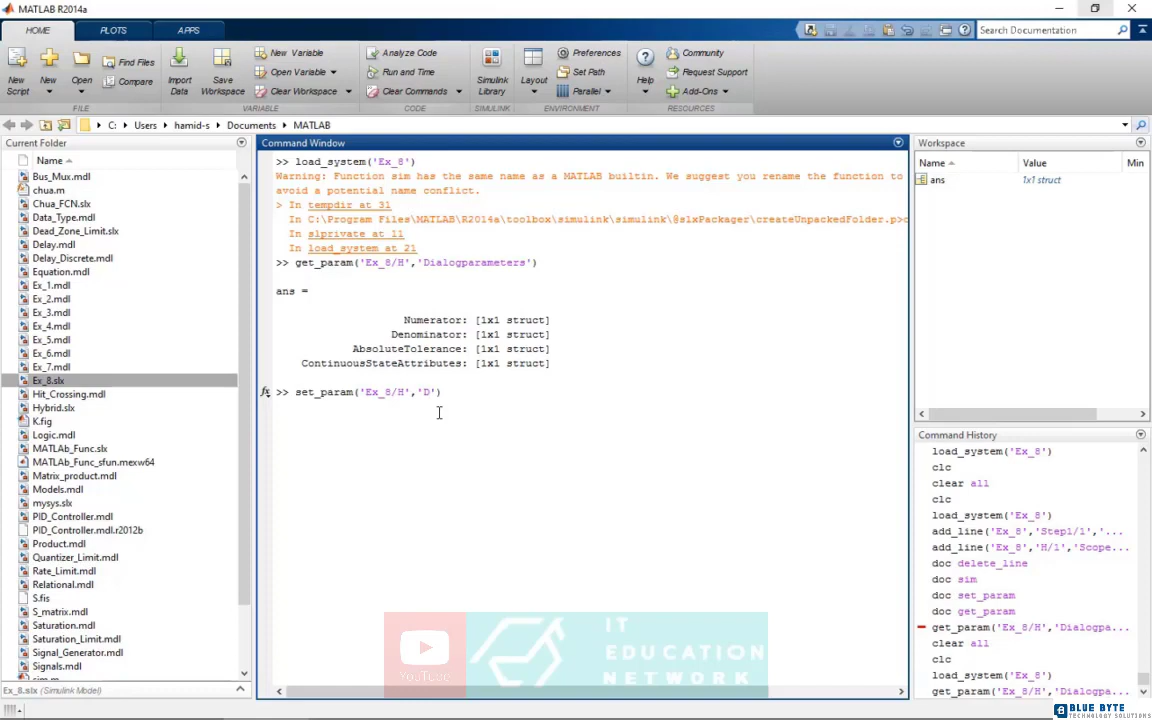 MATLAB R2014a
HOME
PLOTS
APPS
Search Documentation
New Script
New
Open
Find Files
Compare
Import Data
Save Workspace
New Variable
Open Variable
Clear Workspace
Analyze Code
Run and Time
Clear Commands
Simulink Library
Layout
Preferences
Set Path
Parallel
Help
Community
Request Support
Add-Ons
FILE
VARIABLE
CODE
SIMULINK
ENVIRONMENT
RESOURCES
C: Users hamid-s Documents MATLAB
Current Folder
Name
Bus_Mux.mdl
chua.m
Chua_FCN.slx
Data_Type.mdl
Dead_Zone_Limit.slx
Delay.mdl
Delay_Discrete.mdl
Equation.mdl
Ex_1.mdl
Ex_2.mdl
Ex_3.mdl
Ex_4.mdl
Ex_5.mdl
Ex_6.mdl
Ex_7.mdl
Ex_8.slx
Hit_Crossing.mdl
Hybrid.slx
K.fig
Logic.mdl
MATLAb_Func.slx
MATLAb_Func_sfun.mexw64
Matrix_product.mdl
Models.mdl
mysys.slx
PID_Controller.mdl
PID_Controller.mdl.r2012b
Product.mdl
Quantizer_Limit.mdl
Rate_Limit.mdl
Relational.mdl
S.fis
S_matrix.mdl
Saturation.mdl
Saturation_Limit.mdl
Signal_Generator.mdl
Signals.mdl
sim.m
Ex_8.slx (Simulink Model)
Command Window
>> load_system('Ex_8')
Warning: Function sim has the same name as a MATLAB builtin. We suggest you rename the function to
avoid a potential name conflict.
> In tempdir at 31
In C:\Program Files\MATLAB\R2014a\toolbox\simulink\simulink\@slxPackager\createUnpackedFolder.p>c
In slprivate at 11
In load_system at 21
>> get_param('Ex_8/H','Dialogparameters')
ans =
Numerator: [1x1 struct]
Denominator: [1x1 struct]
AbsoluteTolerance: [1x1 struct]
ContinuousStateAttributes: [1x1 struct]
fx >> set_param('Ex_8/H','D')
Workspace
Name Value Min
ans 1x1 struct
Command History
load_system('Ex_8')
clc
clear all
clc
load_system('Ex_8')
add_line('Ex_8','Step1/1','...
add_line('Ex_8','H/1','Scope...
doc delete_line
doc sim
doc set_param
doc get_param
get_param('Ex_8/H','Dialogpa...
clear all
clc
load_system('Ex_8')
get_param('Ex_8/H','Dialogpa...
YouTube
IT
EDUCATION
NETWORK
BLUE BYTE
TECHNOLOGY SOLUTIONS